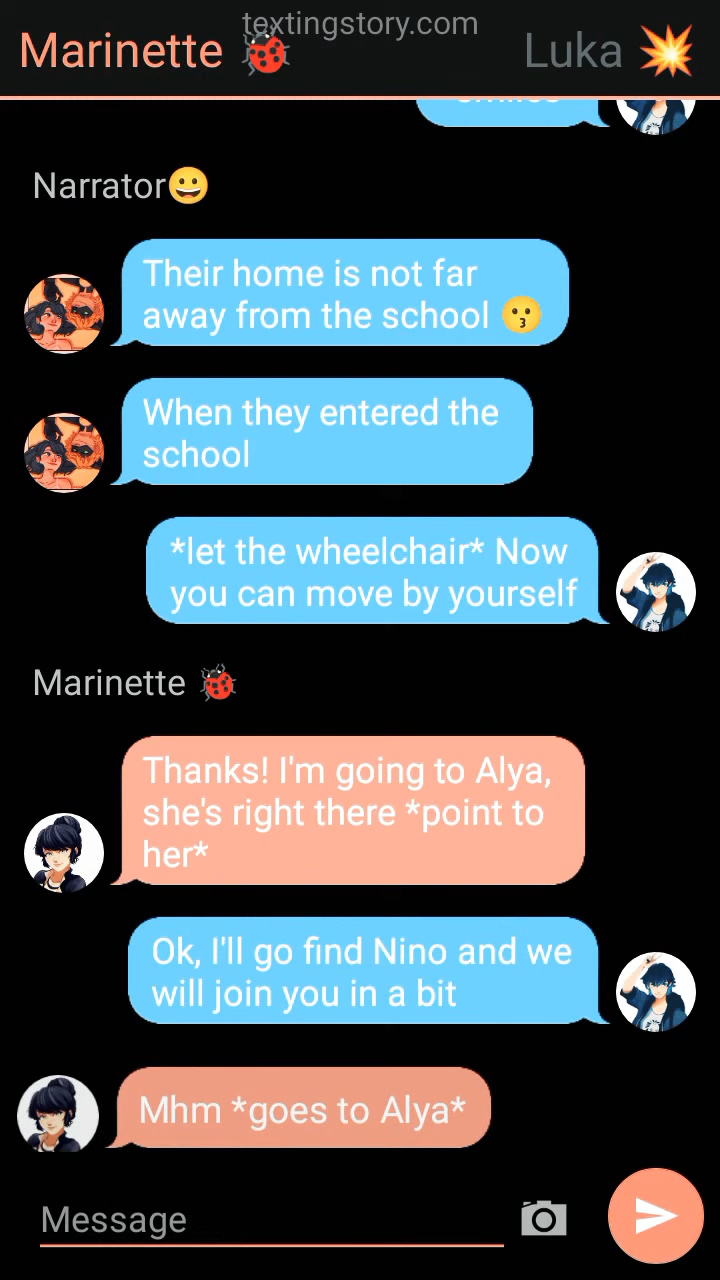 textingstory.com
Marinette 🐞
Luka 💥
Narrator😀
Their home is not far
away from the school 😗
When they entered the
school
*let the wheelchair* Now
you can move by yourself
Marinette 🐞
Thanks! I'm going to Alya,
she's right there *point to
her*
Ok, I'll go find Nino and we
will join you in a bit
Mhm *goes to Alya*
Message